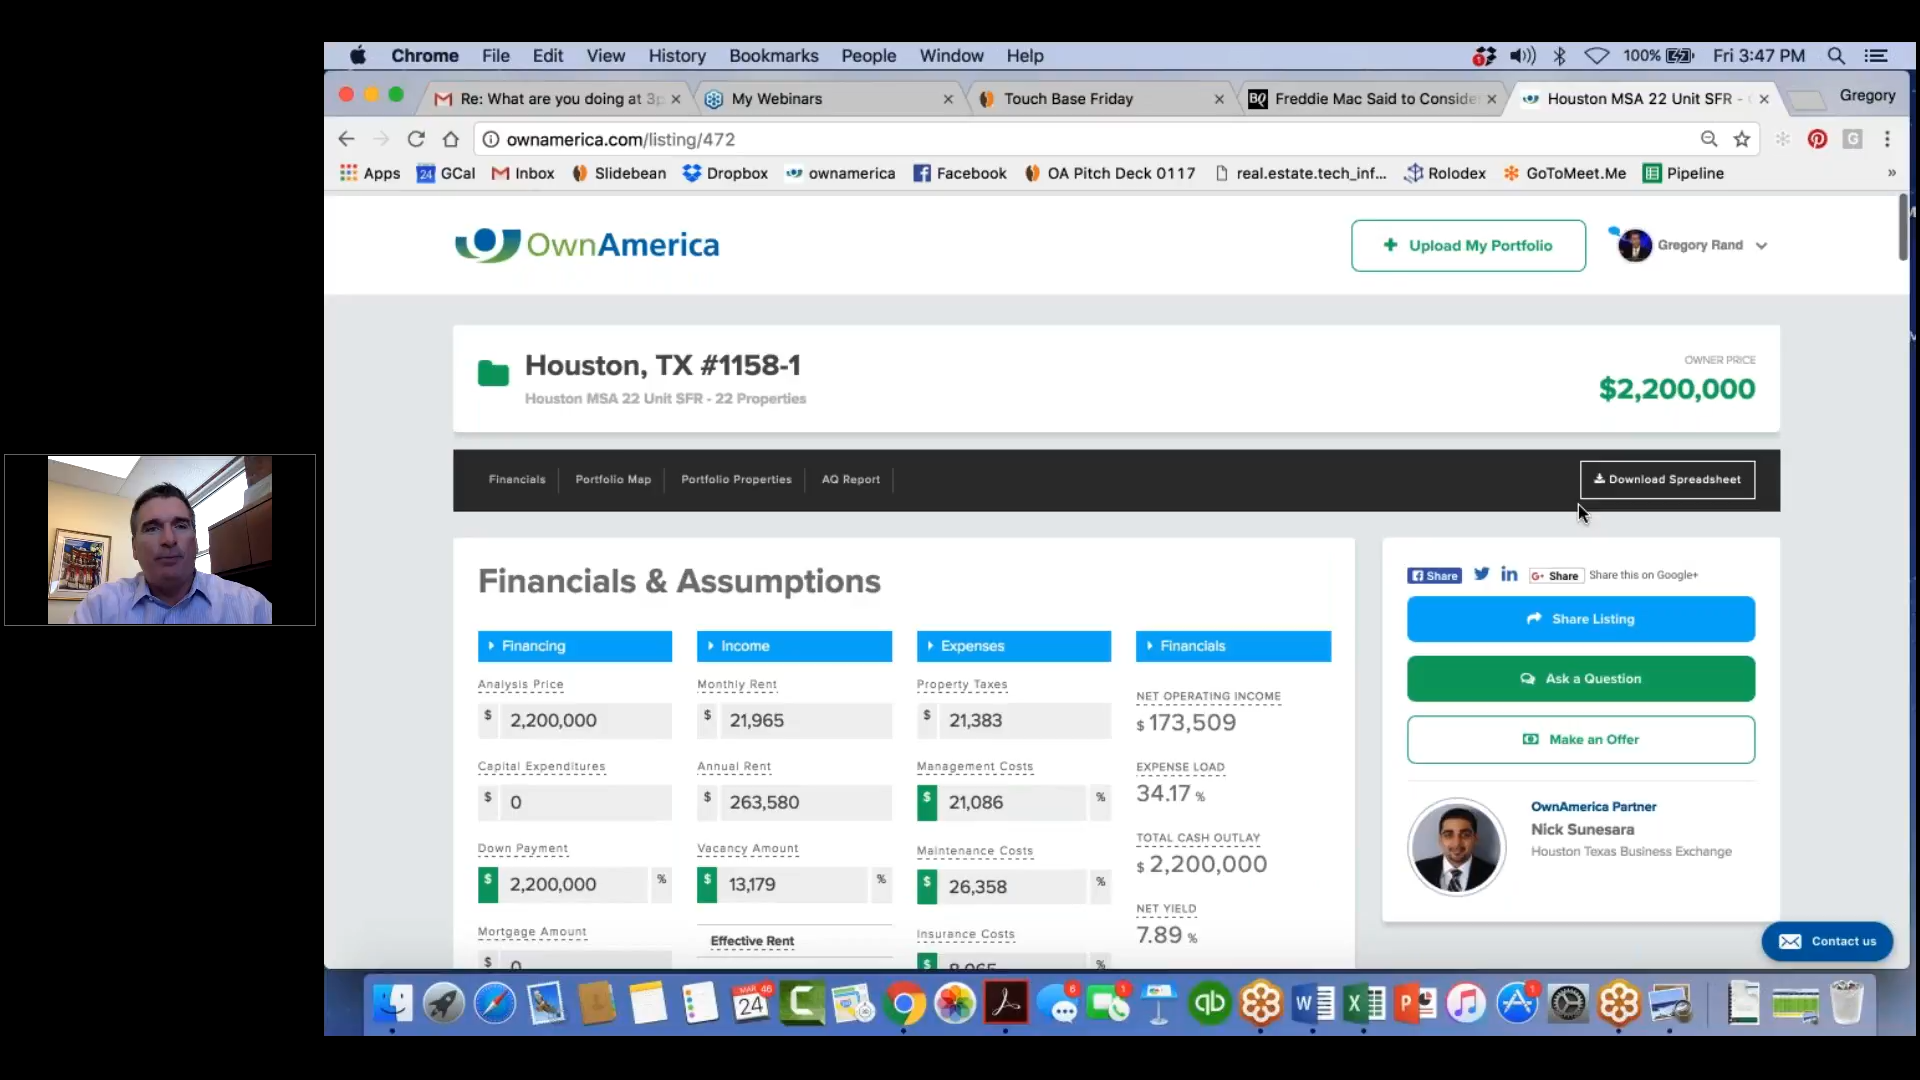 Chrome File Edit View History Bookmarks People Window Help 100% Fri 3:47 PM
Re: What are you doing at 3p
My Webinars
Touch Base Friday
Freddie Mac Said to Conside
Houston MSA 22 Unit SFR -
Gregory
ownamerica.com/listing/472
Apps GCal Inbox Slidebean Dropbox ownamerica Facebook OA Pitch Deck 0117 real.estate.tech_inf... Rolodex GoToMeet.Me Pipeline »
OwnAmerica
+ Upload My Portfolio
Gregory Rand
Houston, TX #1158-1
Houston MSA 22 Unit SFR - 22 Properties
OWNER PRICE
$2,200,000
Financials Portfolio Map Portfolio Properties AQ Report
Download Spreadsheet
Financials & Assumptions
Financing
Analysis Price
$ 2,200,000
Capital Expenditures
$ 0
Down Payment
$ 2,200,000 %
Mortgage Amount
$ 0
Income
Monthly Rent
$ 21,965
Annual Rent
$ 263,580
Vacancy Amount
$ 13,179 %
Effective Rent
Expenses
Property Taxes
$ 21,383
Management Costs
$ 21,086 %
Maintenance Costs
$ 26,358 %
Insurance Costs
$ %
Financials
NET OPERATING INCOME
$ 173,509
EXPENSE LOAD
34.17 %
TOTAL CASH OUTLAY
$ 2,200,000
NET YIELD
7.89 %
Share
G+ Share
Share this on Google+
Share Listing
Ask a Question
Make an Offer
OwnAmerica Partner
Nick Sunesara
Houston Texas Business Exchange
Contact us